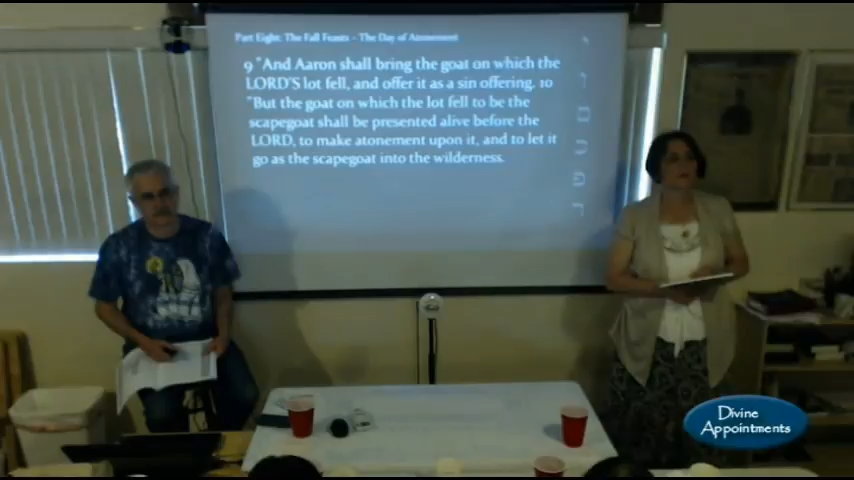 Part Eight: The Fall Feasts - The Day of Atonement
9 "And Aaron shall bring the goat on which the
LORD'S lot fell, and offer it as a sin offering. 10
"But the goat on which the lot fell to be the
scapegoat shall be presented alive before the
LORD, to make atonement upon it, and to let it
go as the scapegoat into the wilderness.
Divine
Appointments